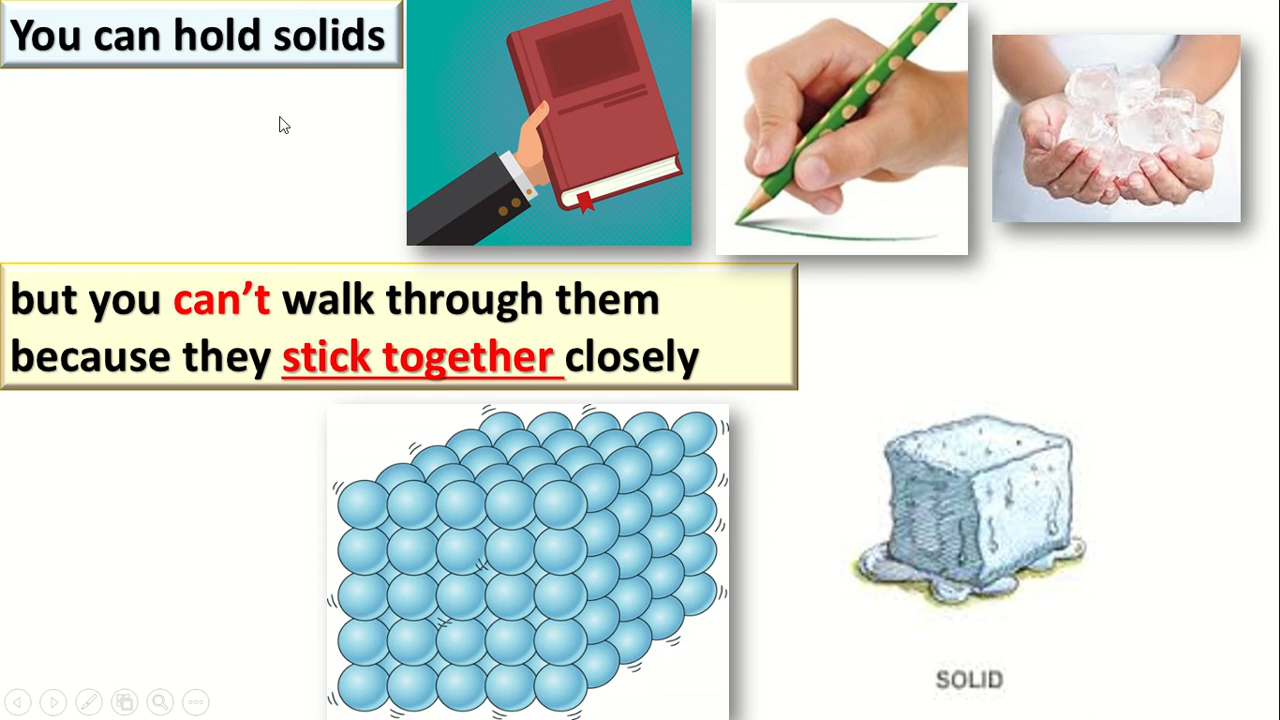 You can hold solids
but you can’t walk through them
because they stick together closely
SOLID